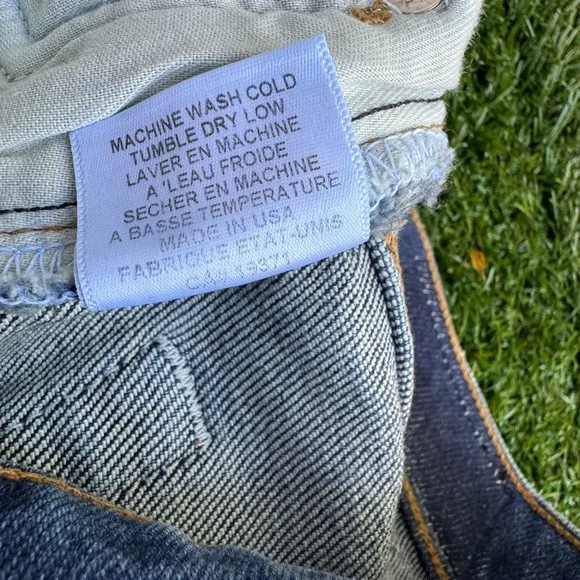 MACHINE WASH COLD
TUMBLE DRY LOW
LAVER EN MACHINE
A 'LEAU FROIDE
SECHER EN MACHINE
A BASSE TEMPERATURE
MADE IN USA
FABRIQUE ETAT-UNIS